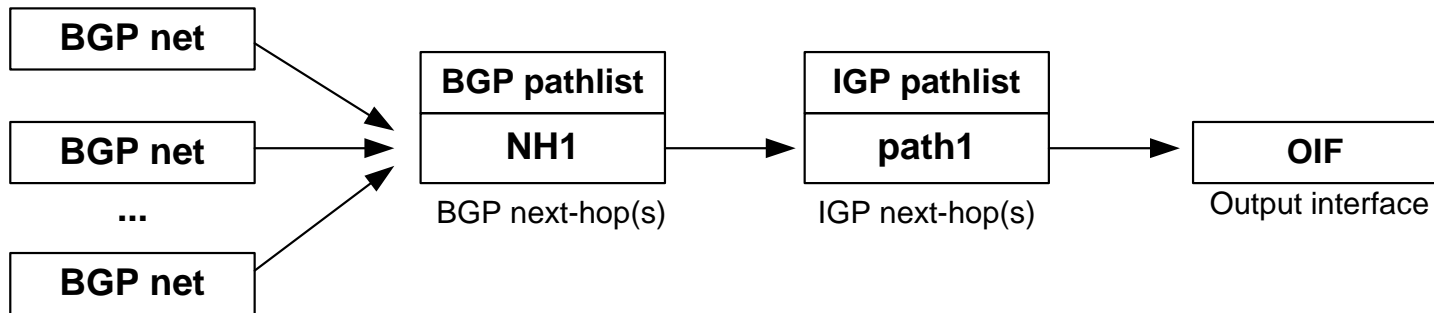 BGP net
BGP net
...
BGP net
BGP pathlist
NH1
BGP next-hop(s)
IGP pathlist
path1
IGP next-hop(s)
OIF
Output interface